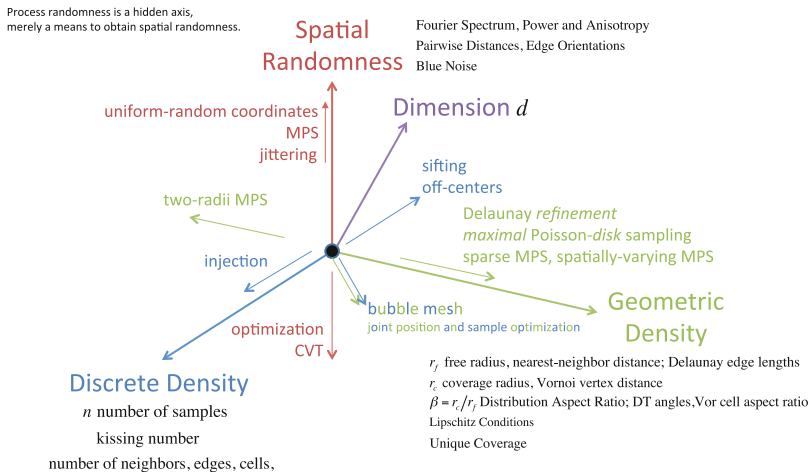 Process randomness is a hidden axis,
merely a means to obtain spatial randomness.
Spatial
Randomness
Fourier Spectrum, Power and Anisotropy
Pairwise Distances, Edge Orientations
Blue Noise
uniform-random coordinates
MPS
jittering
Dimension d
sifting
off-centers
two-radii MPS
Delaunay refinement
maximal Poisson-disk sampling
sparse MPS, spatially-varying MPS
injection
bubble mesh
joint position and sample optimization
Geometric
Density
optimization
CVT
Discrete Density
n number of samples
kissing number
number of neighbors, edges, cells,
r_f free radius, nearest-neighbor distance; Delaunay edge lengths
r_c coverage radius, Vornoi vertex distance
β = r_c/r_f Distribution Aspect Ratio; DT angles,Vor cell aspect ratio
Lipschitz Conditions
Unique Coverage